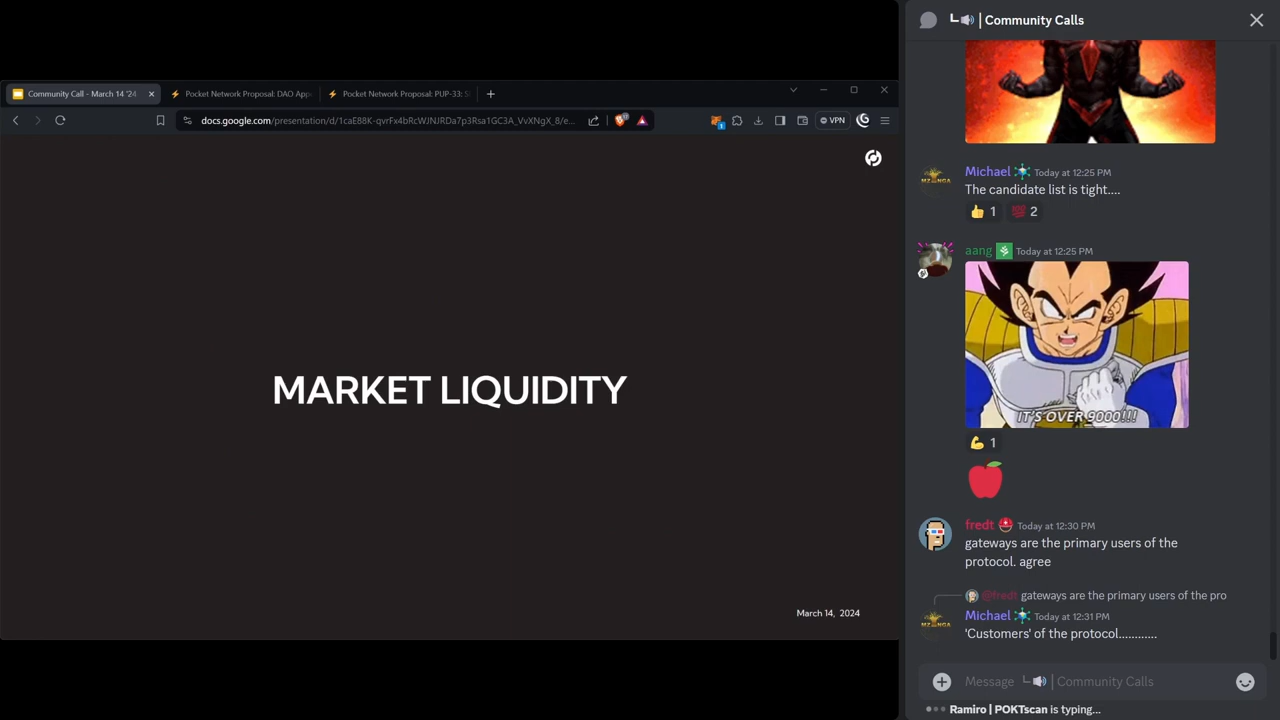 Community Call - March 14 '24
Pocket Network Proposal: DAO App
Pocket Network Proposal: PUP-33: S
docs.google.com/presentation/d/1caE88K-qvrFx4bRcWJNJRDa7p3Rsa1GC3A_VvXNgX_8/e...
VPN
MARKET LIQUIDITY
March 14, 2024
Community Calls
Michael Today at 12:25 PM
The candidate list is tight....
1 2
aang Today at 12:25 PM
IT'S OVER 9000!!!
1
fredt Today at 12:30 PM
gateways are the primary users of the
protocol. agree
@fredt gateways are the primary users of the pro
Michael Today at 12:31 PM
'Customers' of the protocol............
Message Community Calls
Ramiro | POKTscan is typing...